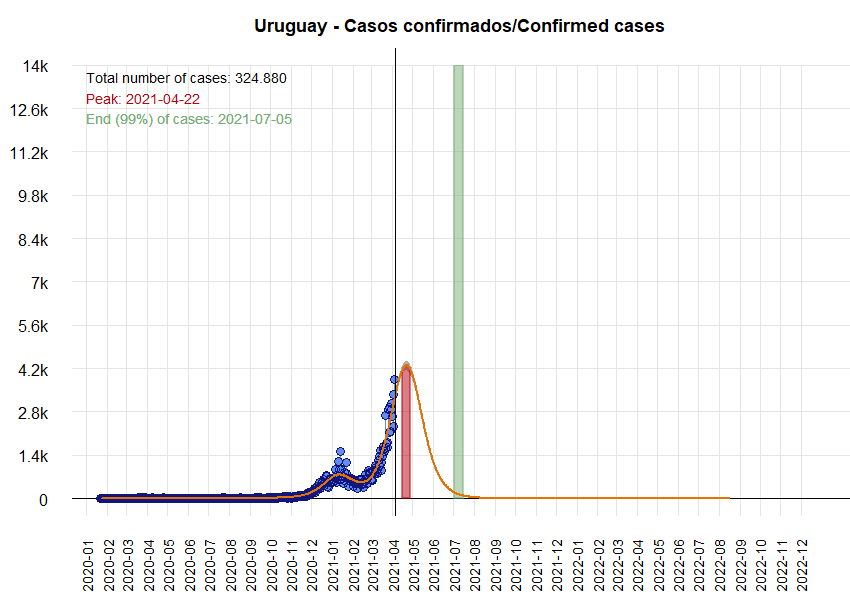 Uruguay - Casos confirmados/Confirmed cases
14k
12.6k
11.2k
9.8k
8.4k
7k
5.6k
4.2k
2.8k
1.4k
0
Total number of cases: 324.880
Peak: 2021-04-22
End (99%) of cases: 2021-07-05
2020-01
2020-02
2020-03
2020-04
2020-05
2020-06
2020-07
2020-08
2020-09
2020-10
2020-11
2020-12
2021-01
2021-02
2021-03
2021-04
2021-05
2021-06
2021-07
2021-08
2021-09
2021-10
2021-11
2021-12
2022-01
2022-02
2022-03
2022-04
2022-05
2022-06
2022-07
2022-08
2022-09
2022-10
2022-11
2022-12